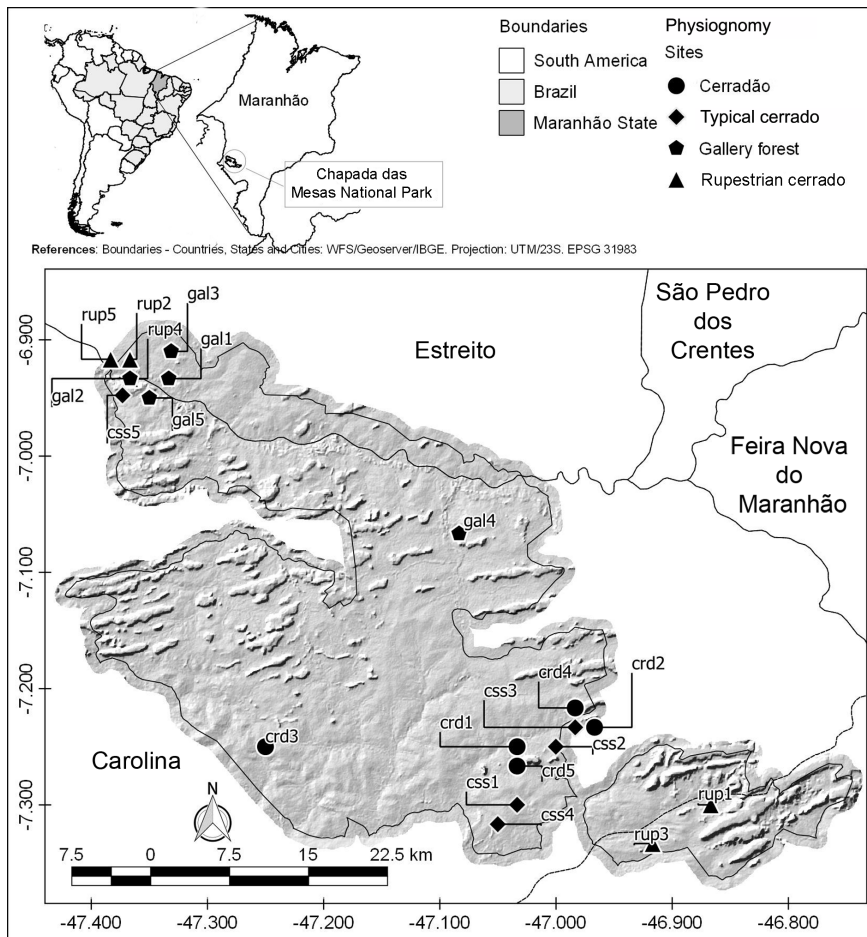 Boundaries
South America
Brazil
Maranhão State
Physiognomy
Sites
Cerradão
Typical cerrado
Gallery forest
Rupestrian cerrado
Maranhão
Chapada das
Mesas National Park
References: Boundaries - Countries, States and Cities: WFS/Geoserver/IBGE. Projection: UTM/23S. EPSG 31983
São Pedro
dos
Crentes
Estreito
Feira Nova
do
Maranhão
Carolina
gal3
rup2
rup5
rup4
gal1
gal2
gal5
css5
gal4
crd2
crd4
css3
crd1
css2
crd3
crd5
css1
css4
rup1
rup3
N
7.5 0 7.5 15 22.5 km
-6.900
-7.000
-7.100
-7.200
-7.300
-47.400 -47.300 -47.200 -47.100 -47.000 -46.900 -46.800